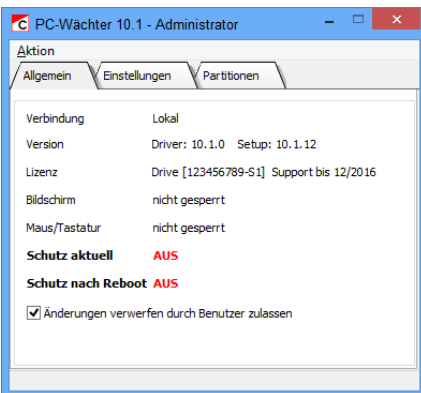 PC-Wächter 10.1 - Administrator
Aktion
Allgemein Einstellungen Partitionen
Verbindung Lokal
Version Driver: 10.1.0 Setup: 10.1.12
Lizenz Drive [123456789-S1] Support bis 12/2016
Bildschirm nicht gesperrt
Maus/Tastatur nicht gesperrt
Schutz aktuell AUS
Schutz nach Reboot AUS
Änderungen verwerfen durch Benutzer zulassen